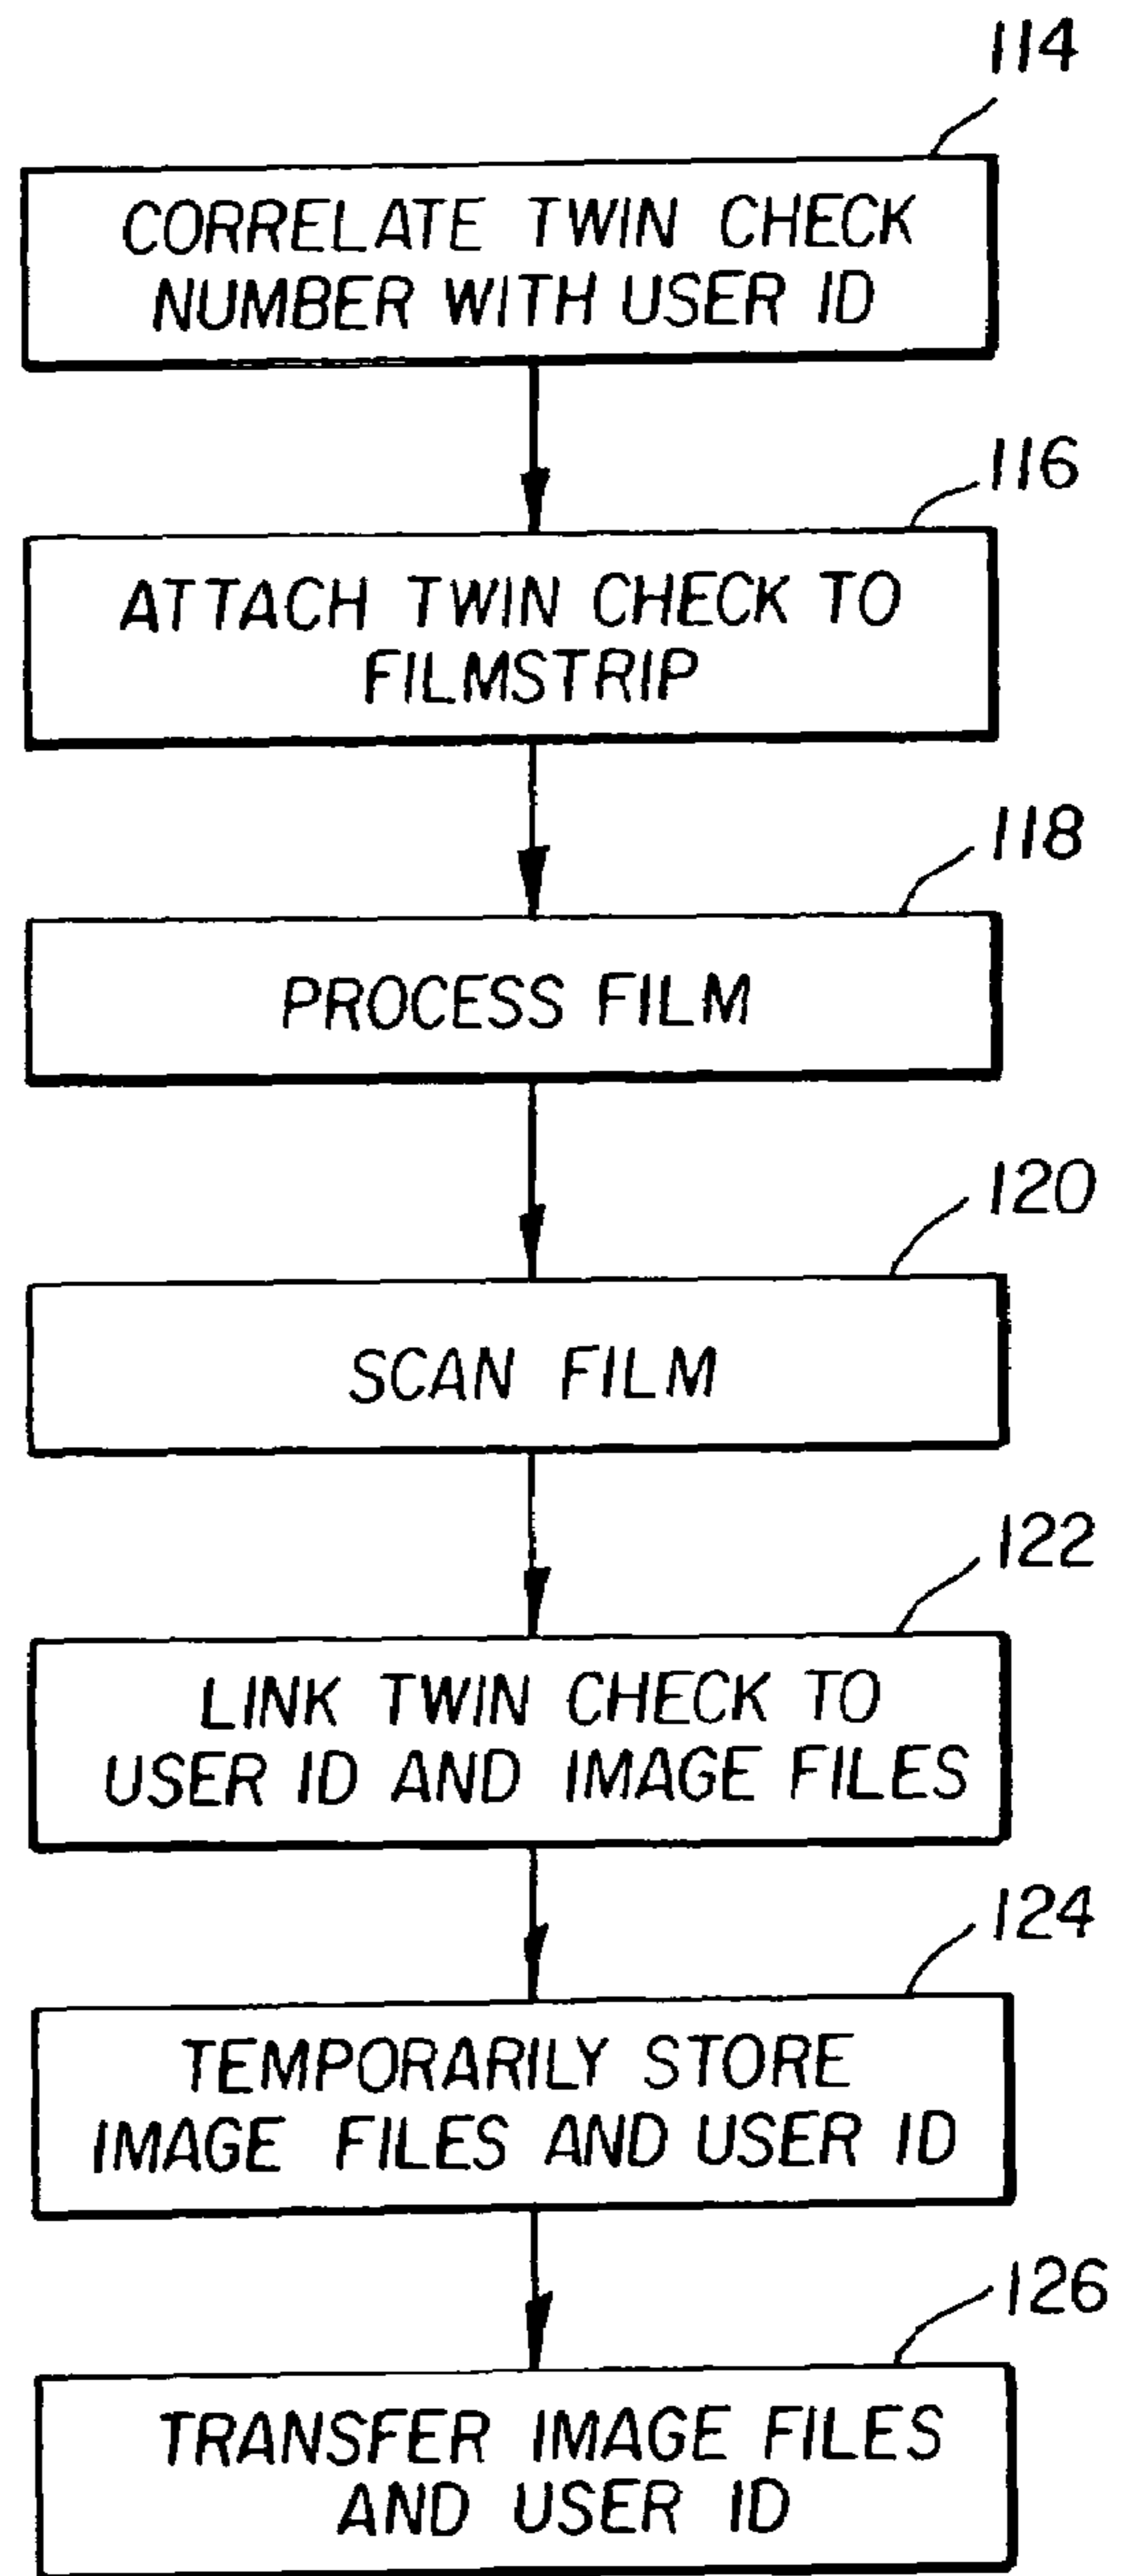 114
CORRELATE TWIN CHECK
NUMBER WITH USER ID
116
ATTACH TWIN CHECK TO
FILMSTRIP
118
PROCESS FILM
120
SCAN FILM
122
LINK TWIN CHECK TO
USER ID AND IMAGE FILES
124
TEMPORARILY STORE
IMAGE FILES AND USER ID
126
TRANSFER IMAGE FILES
AND USER ID